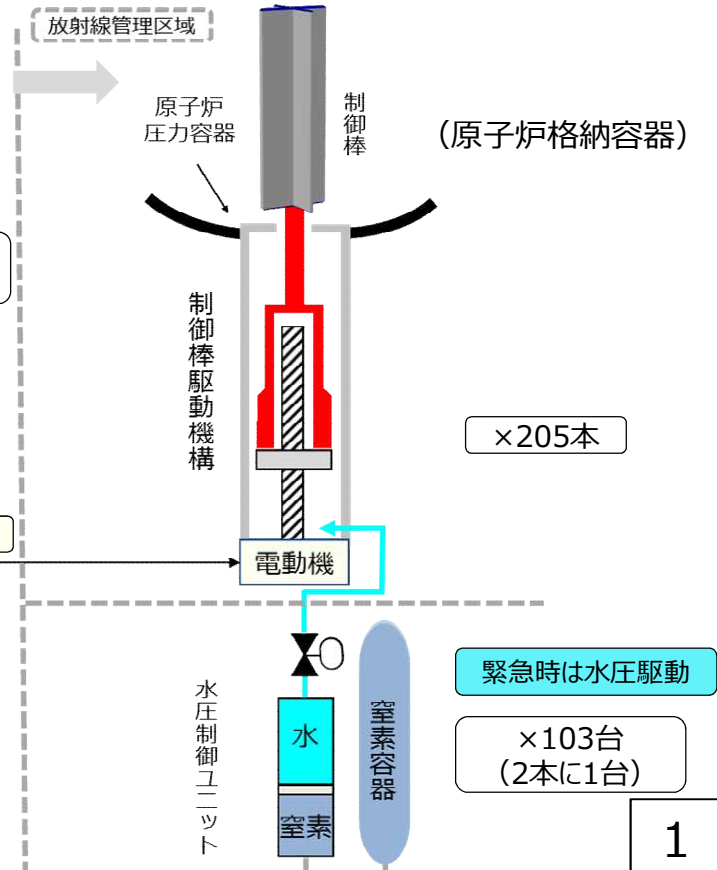 放射線管理区域
原子炉
圧力容器
制御棒
(原子炉格納容器)
制御棒駆動機構
×205本
電動機
緊急時は水圧駆動
水圧制御ユニット
水
窒素
窒素容器
×103台
(2本に1台)
1